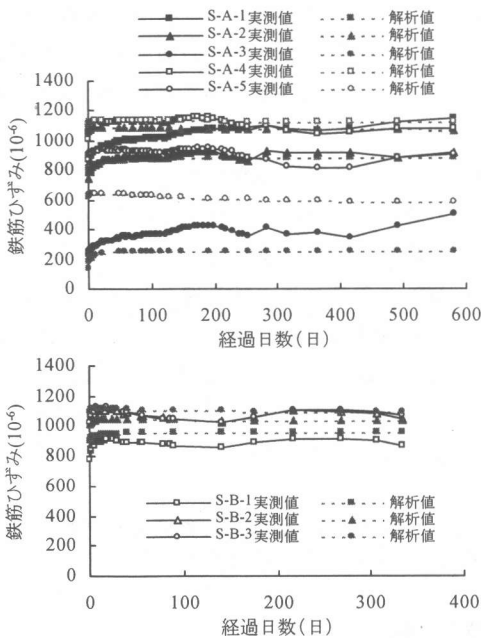 S-A-1実測値 解析値
S-A-2実測値 解析値
S-A-3実測値 解析値
S-A-4実測値 解析値
S-A-5実測値 解析値
鉄筋ひずみ(10⁻⁶)
1400
1200
1000
800
600
400
200
0
0 100 200 300 400 500 600
経過日数(日)
鉄筋ひずみ(10⁻⁶)
1400
1200
1000
800
600
400
200
0
S-B-1実測値 解析値
S-B-2実測値 解析値
S-B-3実測値 解析値
0 100 200 300 400
経過日数(日)